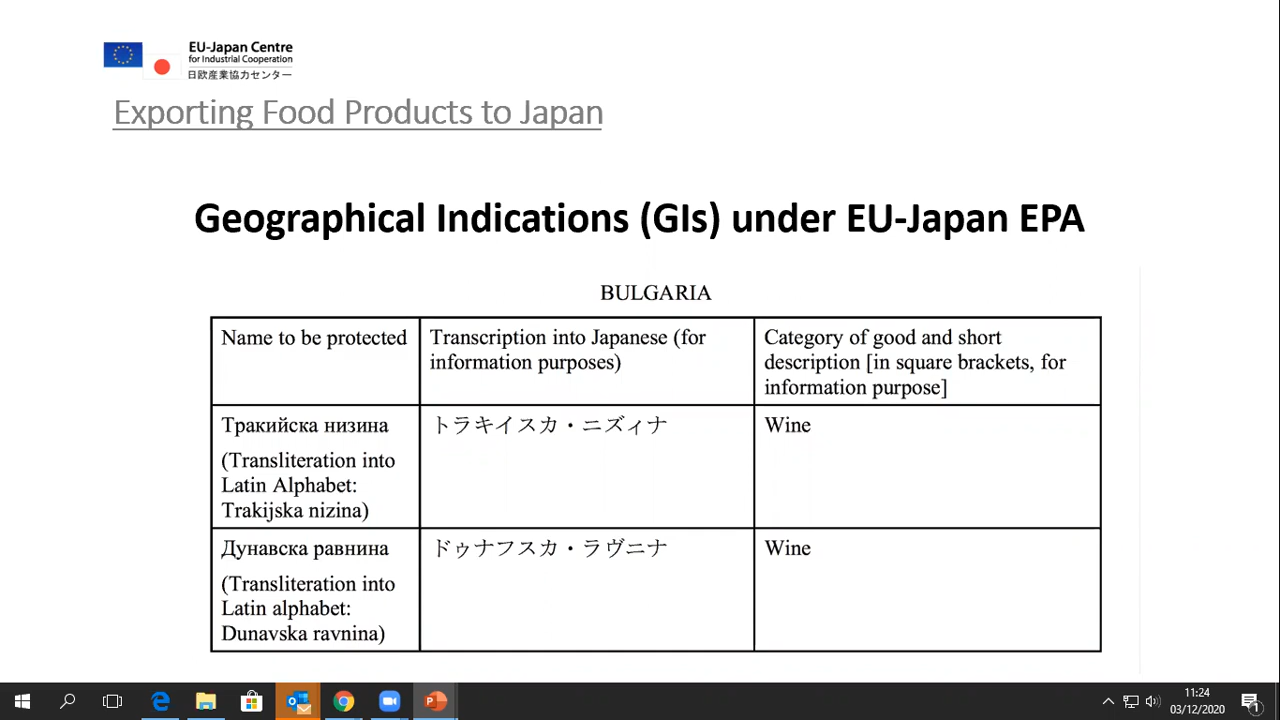 EU-Japan Centre
for Industrial Cooperation
日欧産業協力センター
Exporting Food Products to Japan
Geographical Indications (GIs) under EU-Japan EPA
BULGARIA
Name to be protected
Transcription into Japanese (for
information purposes)
Category of good and short
description [in square brackets, for
information purpose]
Тракийска низина
(Transliteration into
Latin Alphabet:
Trakijska nizina)
トラキイスカ・ニズィナ
Wine
Дунавска равнина
(Transliteration into
Latin alphabet:
Dunavska ravnina)
ドゥナフスカ・ラヴニナ
Wine
11:24
03/12/2020
1